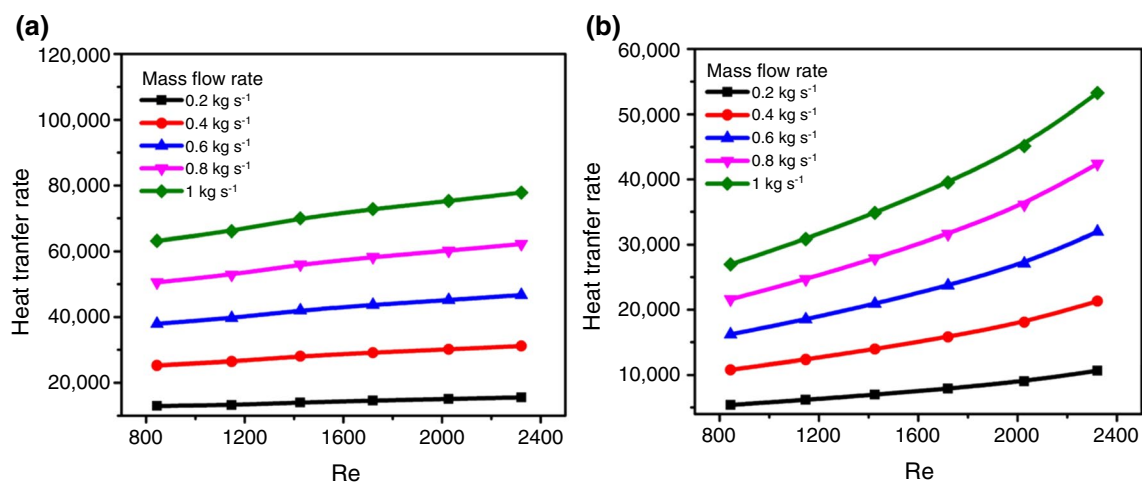 (a)
120,000
100,000
80,000
60,000
40,000
20,000
Heat tranfer rate
Mass flow rate
0.2 kg s⁻¹
0.4 kg s⁻¹
0.6 kg s⁻¹
0.8 kg s⁻¹
1 kg s⁻¹
800 1200 1600 2000 2400
Re
(b)
60,000
50,000
40,000
30,000
20,000
10,000
Heat tranfer rate
Mass flow rate
0.2 kg s⁻¹
0.4 kg s⁻¹
0.6 kg s⁻¹
0.8 kg s⁻¹
1 kg s⁻¹
800 1200 1600 2000 2400
Re